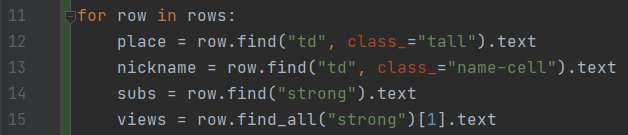 11 for row in rows:
12     place = row.find("td", class_="tall").text
13     nickname = row.find("td", class_="name-cell").text
14     subs = row.find("strong").text
15     views = row.find_all("strong")[1].text